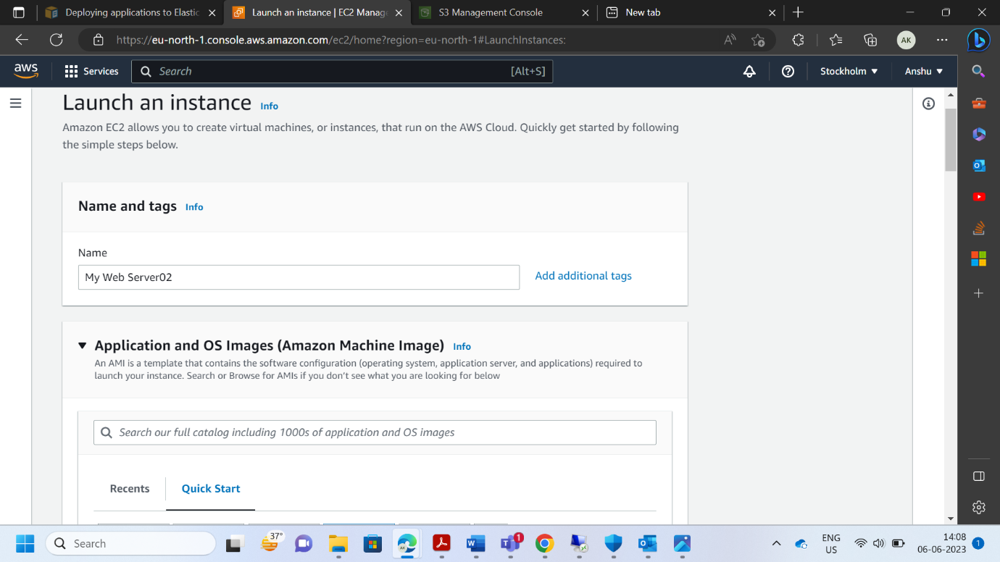 Deploying applications to Elastic
Launch an instance | EC2 Manag
S3 Management Console
New tab
https://eu-north-1.console.aws.amazon.com/ec2/home?region=eu-north-1#LaunchInstances:
AK
aws
Services
Search
[Alt+S]
Stockholm
Anshu
Launch an instance Info
Amazon EC2 allows you to create virtual machines, or instances, that run on the AWS Cloud. Quickly get started by following
the simple steps below.
Name and tags Info
Name
My Web Server02
Add additional tags
Application and OS Images (Amazon Machine Image) Info
An AMI is a template that contains the software configuration (operating system, application server, and applications) required to
launch your instance. Search or Browse for AMIs if you don't see what you are looking for below
Search our full catalog including 1000s of application and OS images
Recents
Quick Start
Search
37°
1
ENG
US
14:08
06-06-2023
1